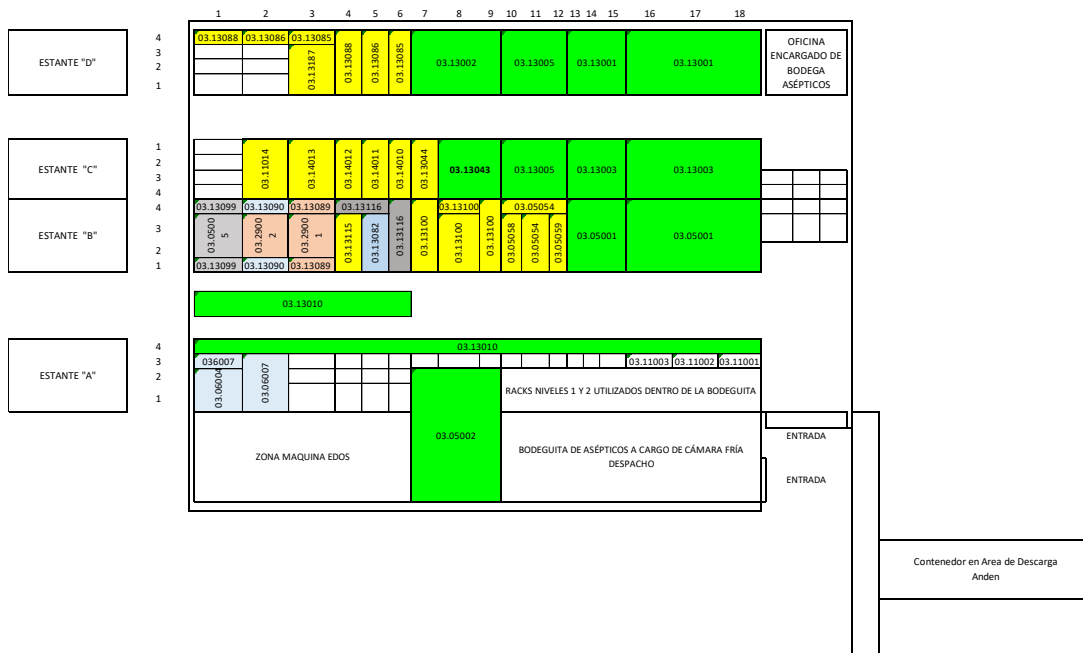 1 2 3 4 5 6 7 8 9 10 11 12 13 14 15 16 17 18
ESTANTE "D"
4
3
2
1
03.13088 03.13086 03.13085
03.13187
03.13088
03.13086
03.13085
03.13002
03.13005
03.13001
03.13001
OFICINA
ENCARGADO DE
BODEGA
ASÉPTICOS
ESTANTE "C"
1
2
3
4
03.11014
03.14013
03.14012
03.14011
03.14010
03.13044
03.13043
03.13005
03.13003
03.13003
ESTANTE "B"
4
3
2
1
03.13099 03.13090 03.13089 03.13116 03.13100 03.05054
03.0500
5
03.2900
2
03.2900
1
03.13115
03.13082
03.13116
03.13100
03.13100
03.13100
03.05058
03.05054
03.05059
03.05001
03.05001
03.13099 03.13090 03.13089
03.13010
ESTANTE "A"
4
3
2
1
03.13010
036007
03.06004
03.06007
03.11003 03.11002 03.11001
RACKS NIVELES 1 Y 2 UTILIZADOS DENTRO DE LA BODEGUITA
03.05002
ZONA MAQUINA EDOS
BODEGUITA DE ASÉPTICOS A CARGO DE CÁMARA FRÍA
DESPACHO
ENTRADA
ENTRADA
Contenedor en Area de Descarga
Anden